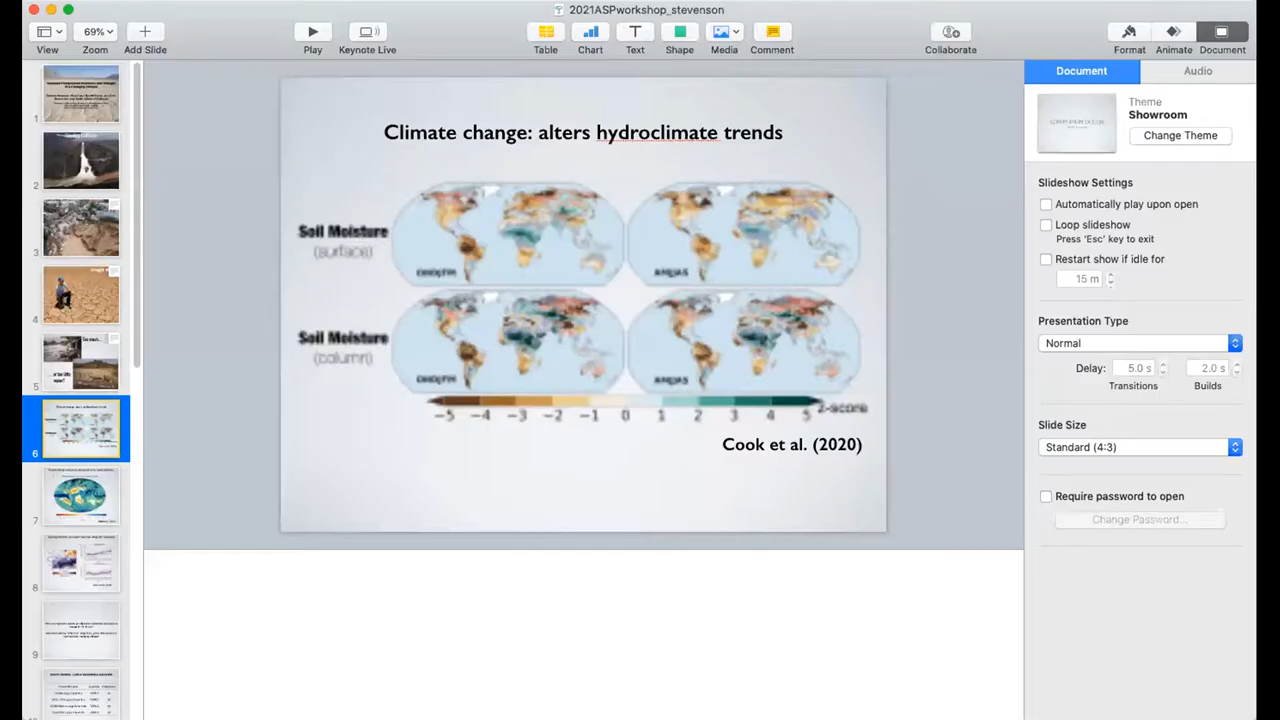 2021ASPworkshop_stevenson
69%
View
Zoom
Add Slide
Play
Keynote Live
Table
Chart
Text
Shape
Media
Comment
Collaborate
Format
Animate
Document
1
2
3
4
5
6
7
8
9
Climate change: alters hydroclimate trends
Soil Moisture
(surface)
Soil Moisture
(column)
−5 −4 −2 −1 0 1 2 3 4 5 Z-score
Cook et al. (2020)
Document
Audio
Theme
Showroom
Change Theme
Slideshow Settings
Automatically play upon open
Loop slideshow
Press 'Esc' key to exit
Restart show if idle for
15 m
Presentation Type
Normal
Delay: 5.0 s 2.0 s
Transitions Builds
Slide Size
Standard (4:3)
Require password to open
Change Password...